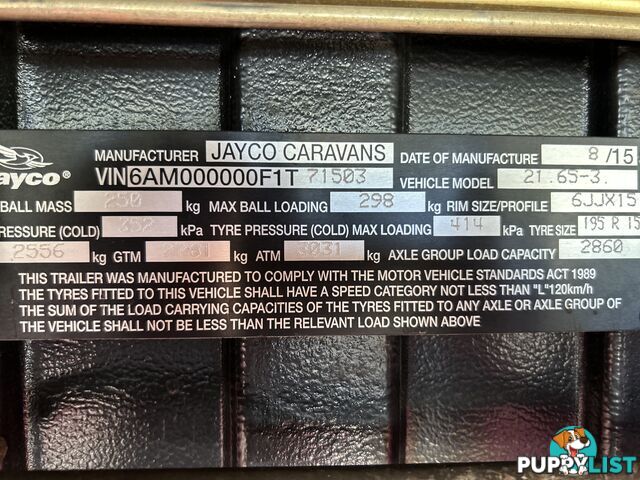 MANUFACTURER JAYCO CARAVANS DATE OF MANUFACTURE 8/15
ayco® VIN6AM000000F1T 71503 VEHICLE MODEL 21.65-3.
BALL MASS 250 kg MAX BALL LOADING 298 kg RIM SIZE/PROFILE 6JJX15
PRESSURE (COLD) 352 kPa TYRE PRESSURE (COLD) MAX LOADING 414 kPa TYRE SIZE 195 R 15
2556 kg GTM kg ATM 3031 kg AXLE GROUP LOAD CAPACITY 2860
THIS TRAILER WAS MANUFACTURED TO COMPLY WITH THE MOTOR VEHICLE STANDARDS ACT 1989
THE TYRES FITTED TO THIS VEHICLE SHALL HAVE A SPEED CATEGORY NOT LESS THAN "L"120km/h
THE SUM OF THE LOAD CARRYING CAPACITIES OF THE TYRES FITTED TO ANY AXLE OR AXLE GROUP OF
THE VEHICLE SHALL NOT BE LESS THAN THE RELEVANT LOAD SHOWN ABOVE
PUPPYLIST